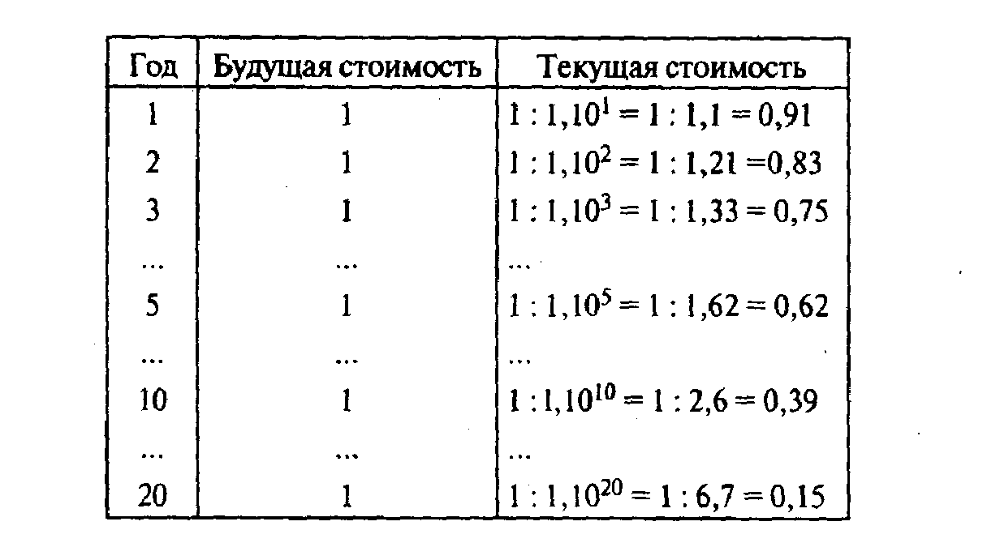 Год Будущая стоимость Текущая стоимость
1 1 1 : 1,10¹ = 1 : 1,1 = 0,91
2 1 1 : 1,10² = 1 : 1,21 =0,83
3 1 1 : 1,10³ = 1 : 1,33 = 0,75
... ... ...
5 1 1 : 1,10⁵ = 1 : 1,62 = 0,62
... ... ...
10 1 1 : 1,10¹⁰ = 1 : 2,6 = 0,39
... ... ...
20 1 1 : 1,10²⁰ = 1 : 6,7 = 0,15